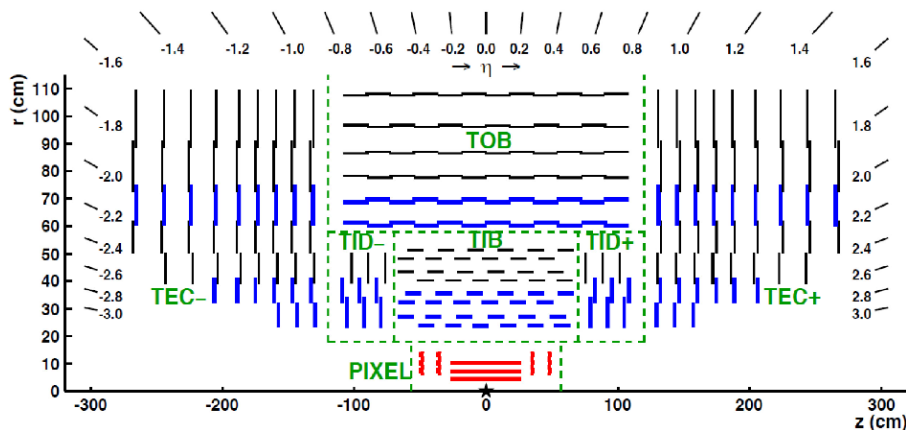 -1.4 -1.2 -1.0 -0.8 -0.6 -0.4 -0.2 0.0 0.2 0.4 0.6 0.8 1.0 1.2 1.4
-1.6 → η → 1.6
r (cm)
110
100
90
80
70
60
50
40
30
20
10
0
-1.8
-2.0
-2.2
-2.4
-2.6
-2.8
-3.0
1.8
2.0
2.2
2.4
2.6
2.8
3.0
TOB
TID− TIB TID+
TEC− TEC+
PIXEL
-300 -200 -100 0 100 200 300
z (cm)